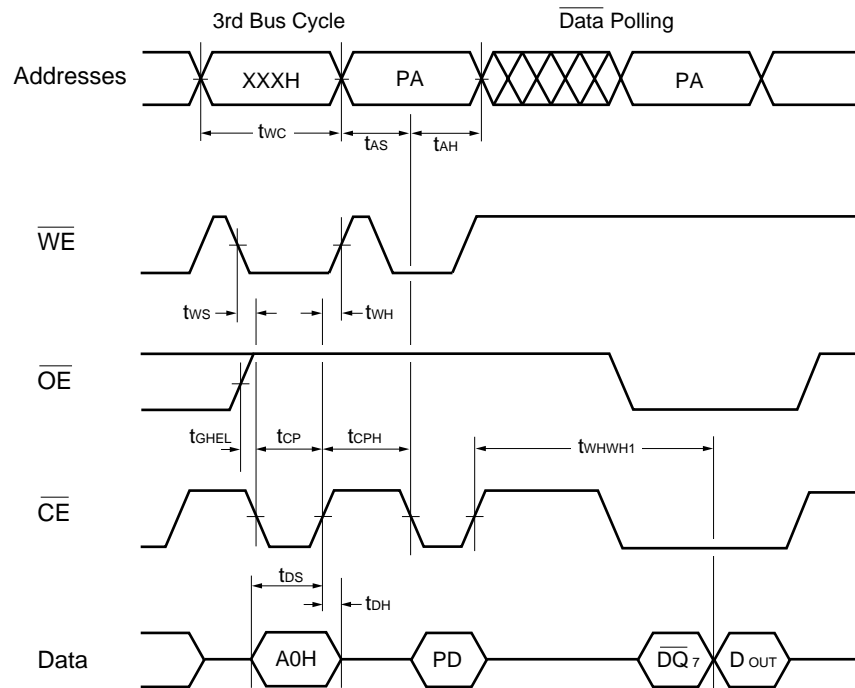 3rd Bus Cycle
Data Polling
Addresses
XXXH
PA
PA
tWC
tAS
tAH
WE
tWS
tWH
OE
tGHEL
tCP
tCPH
tWHWH1
CE
tDS
tDH
Data
A0H
PD
DQ7
DOUT